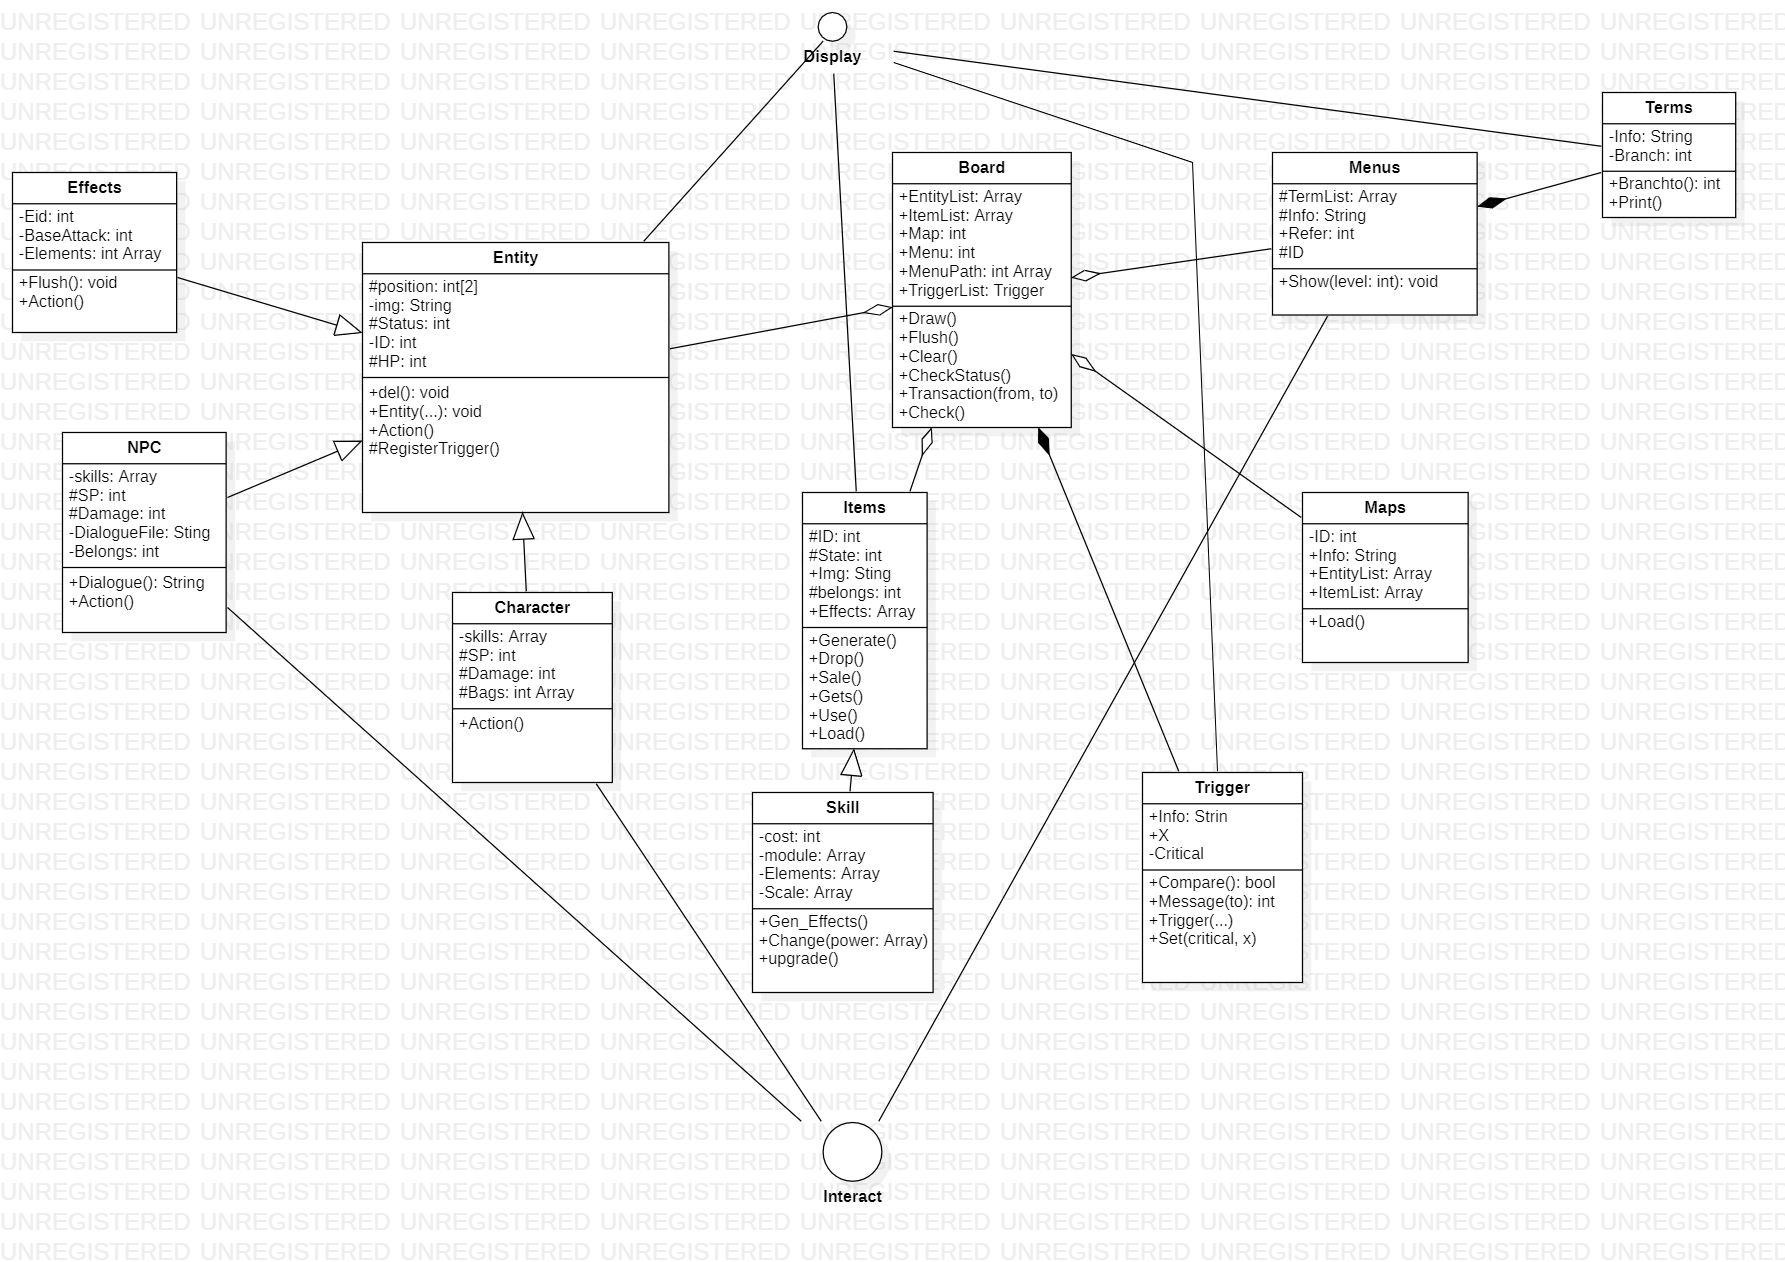 Display
Terms
-Info: String
-Branch: int
+Branchto(): int
+Print()
Board
+EntityList: Array
+ItemList: Array
+Map: int
+Menu: int
+MenuPath: int Array
+TriggerList: Trigger
+Draw()
+Flush()
+Clear()
+CheckStatus()
+Transaction(from, to)
+Check()
Menus
#TermList: Array
#Info: String
+Refer: int
#ID
+Show(level: int): void
Effects
-Eid: int
-BaseAttack: int
-Elements: int Array
+Flush(): void
+Action()
Entity
#position: int[2]
-img: String
#Status: int
-ID: int
#HP: int
+del(): void
+Entity(...): void
+Action()
#RegisterTrigger()
NPC
-skills: Array
#SP: int
#Damage: int
-DialogueFile: Sting
-Belongs: int
+Dialogue(): String
+Action()
Items
#ID: int
#State: int
+Img: Sting
#belongs: int
+Effects: Array
+Generate()
+Drop()
+Sale()
+Gets()
+Use()
+Load()
Maps
-ID: int
+Info: String
+EntityList: Array
+ItemList: Array
+Load()
Character
-skills: Array
#SP: int
#Damage: int
#Bags: int Array
+Action()
Skill
-cost: int
-module: Array
-Elements: Array
-Scale: Array
+Gen_Effects()
+Change(power: Array)
+upgrade()
Trigger
+Info: Strin
+X
-Critical
+Compare(): bool
+Message(to): int
+Trigger(...)
+Set(critical, x)
Interact
UNREGISTERED